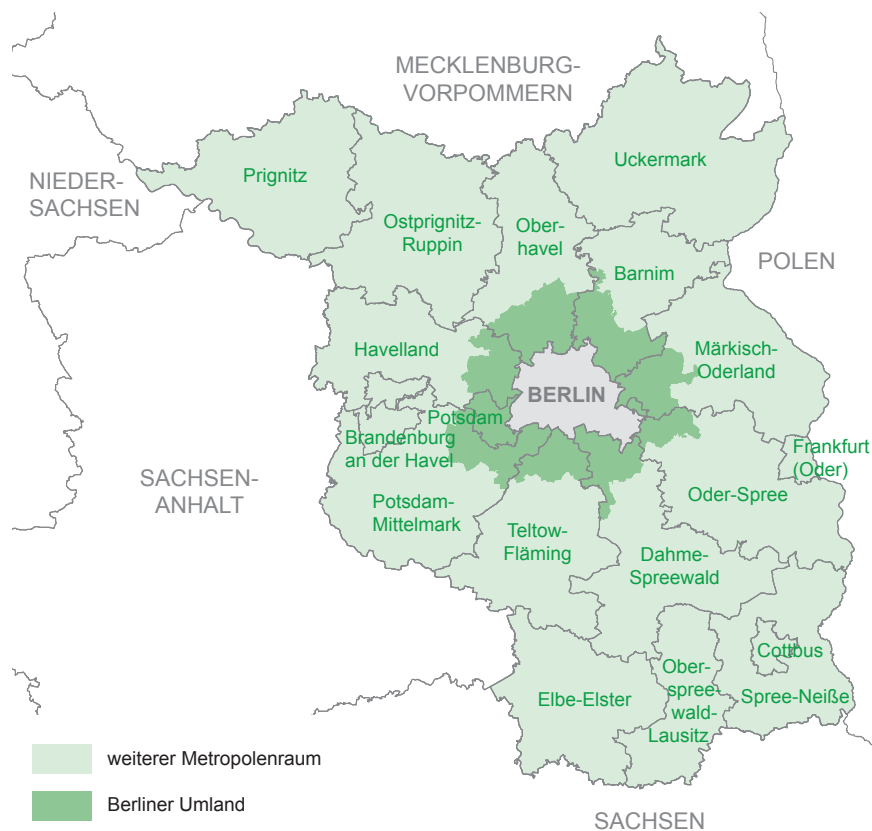 MECKLENBURG-
VORPOMMERN
Uckermark
Prignitz
NIEDER-
SACHSEN
Ostprignitz-
Ruppin
Ober-
havel
Barnim
POLEN
Havelland
Märkisch-
Oderland
BERLIN
Potsdam
Brandenburg
an der Havel
Frankfurt
(Oder)
SACHSEN-
ANHALT
Potsdam-
Mittelmark
Oder-Spree
Teltow-
Fläming
Dahme-
Spreewald
Cottbus
Ober-
spree-
wald-
Lausitz
Elbe-Elster
Spree-Neiße
weiterer Metropolenraum
Berliner Umland
SACHSEN